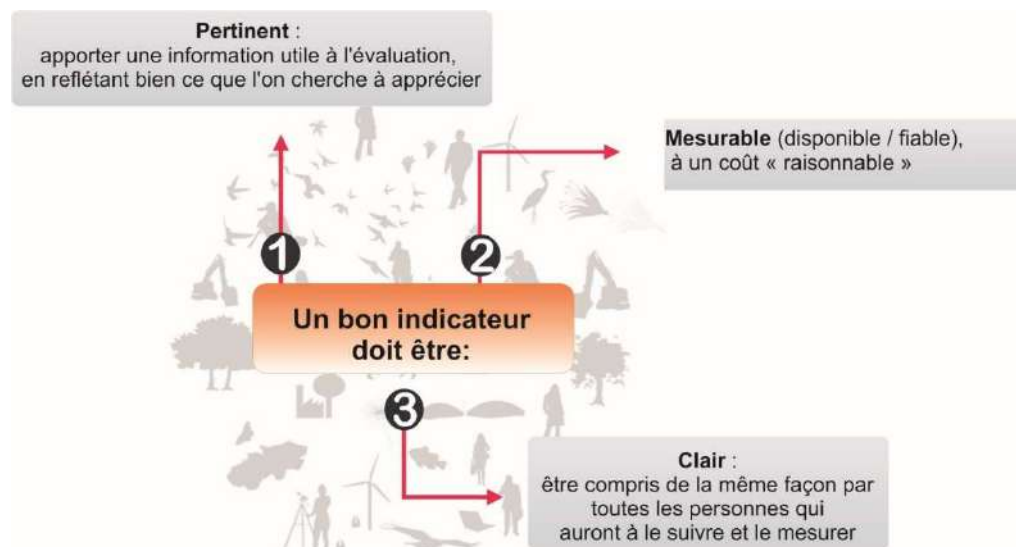 Pertinent :
apporter une information utile à l'évaluation,
en reflétant bien ce que l'on cherche à apprécier
Mesurable (disponible / fiable),
à un coût « raisonnable »
1
2
Un bon indicateur
doit être:
3
Clair :
être compris de la même façon par
toutes les personnes qui
auront à le suivre et le mesurer